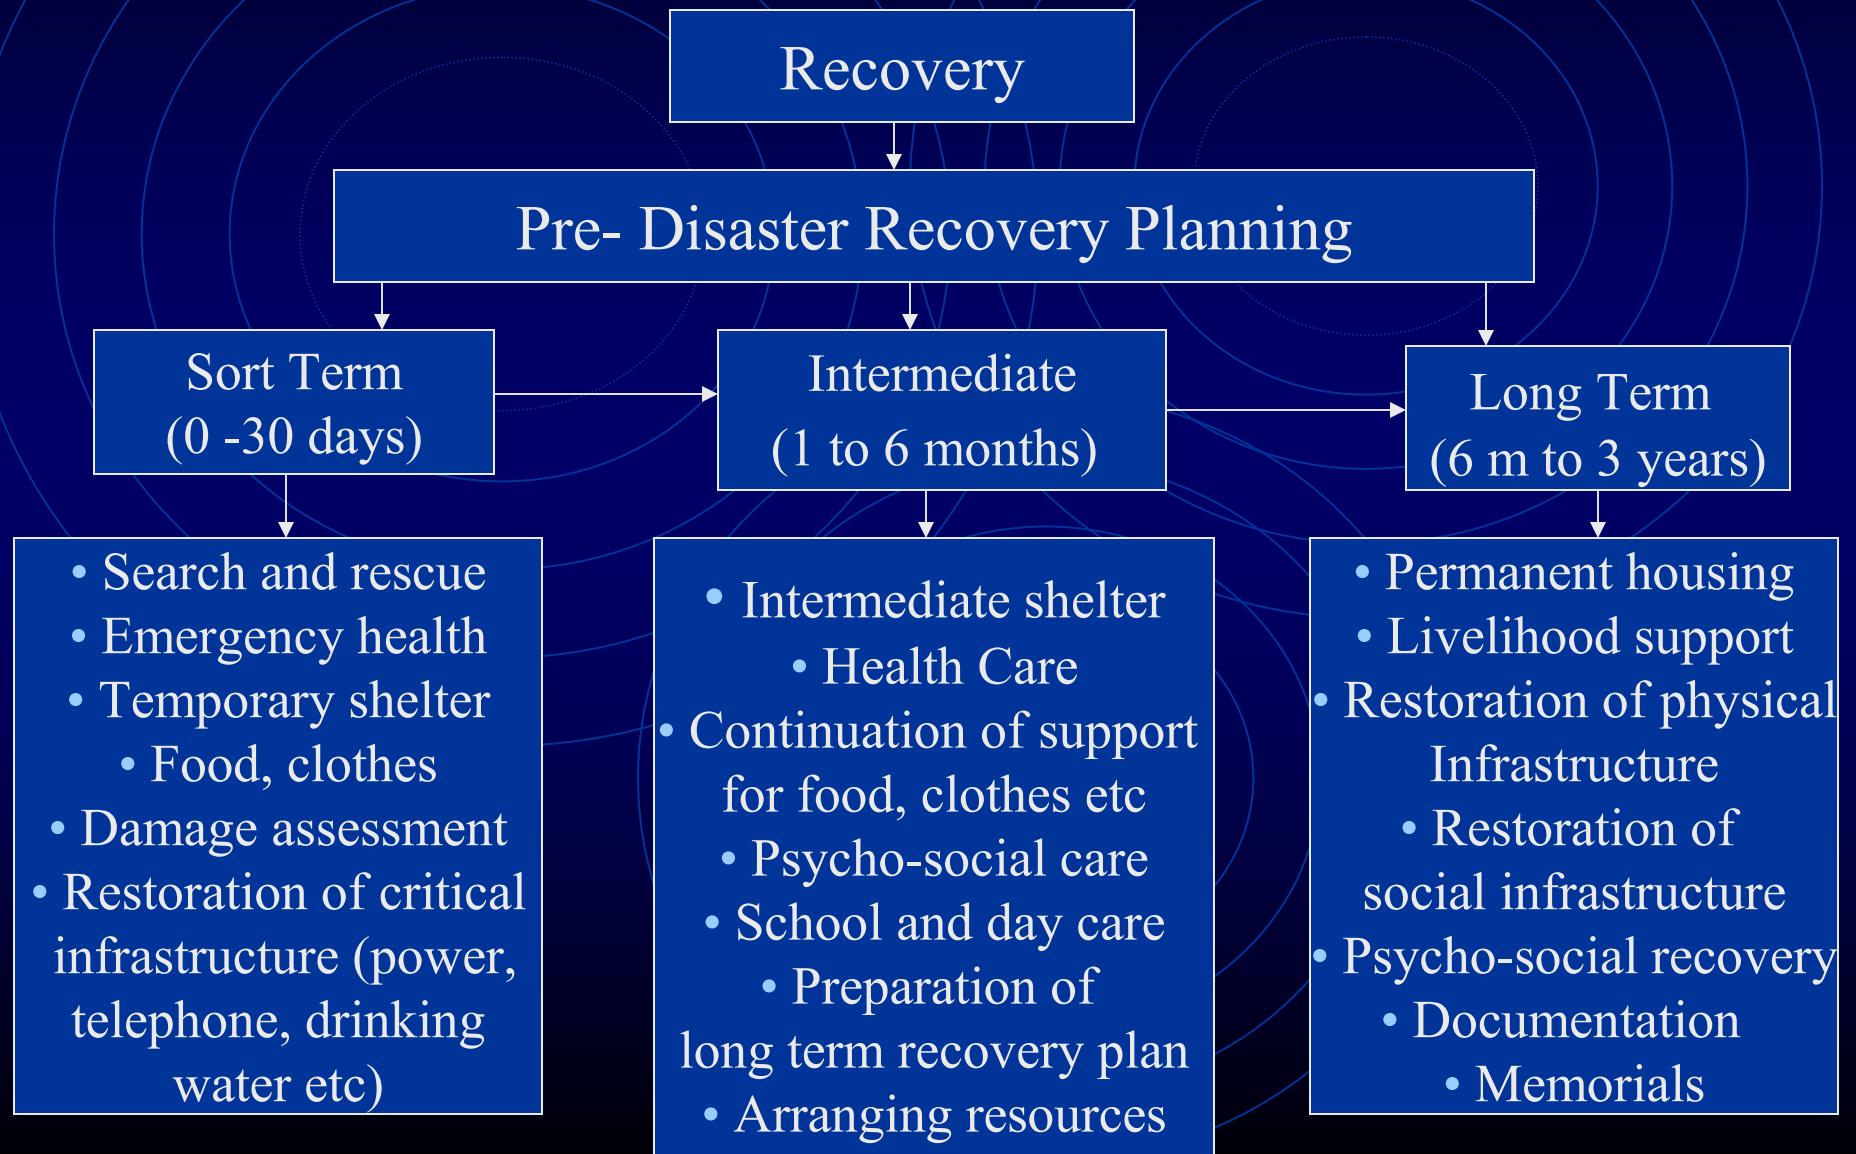 Recovery
Pre- Disaster Recovery Planning
Sort Term
(0 -30 days)
Intermediate
(1 to 6 months)
Long Term
(6 m to 3 years)
• Search and rescue
• Emergency health
• Temporary shelter
• Food, clothes
• Damage assessment
• Restoration of critical
infrastructure (power,
telephone, drinking
water etc)
• Intermediate shelter
• Health Care
• Continuation of support
for food, clothes etc
• Psycho-social care
• School and day care
• Preparation of
long term recovery plan
• Arranging resources
• Permanent housing
• Livelihood support
• Restoration of physical
Infrastructure
• Restoration of
social infrastructure
• Psycho-social recovery
• Documentation
• Memorials